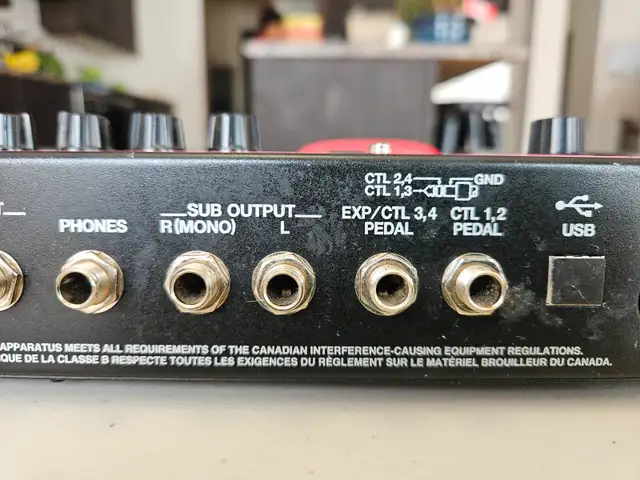 CTL 2,4 GND
CTL 1,3
PHONES
SUB OUTPUT
R(MONO) L
EXP/CTL 3,4
PEDAL
CTL 1,2
PEDAL
USB
APPARATUS MEETS ALL REQUIREMENTS OF THE CANADIAN INTERFERENCE-CAUSING EQUIPMENT REGULATIONS.
DE LA CLASSE B RESPECTE TOUTES LES EXIGENCES DU RÈGLEMENT SUR LE MATÉRIEL BROUILLEUR DU CANADA.